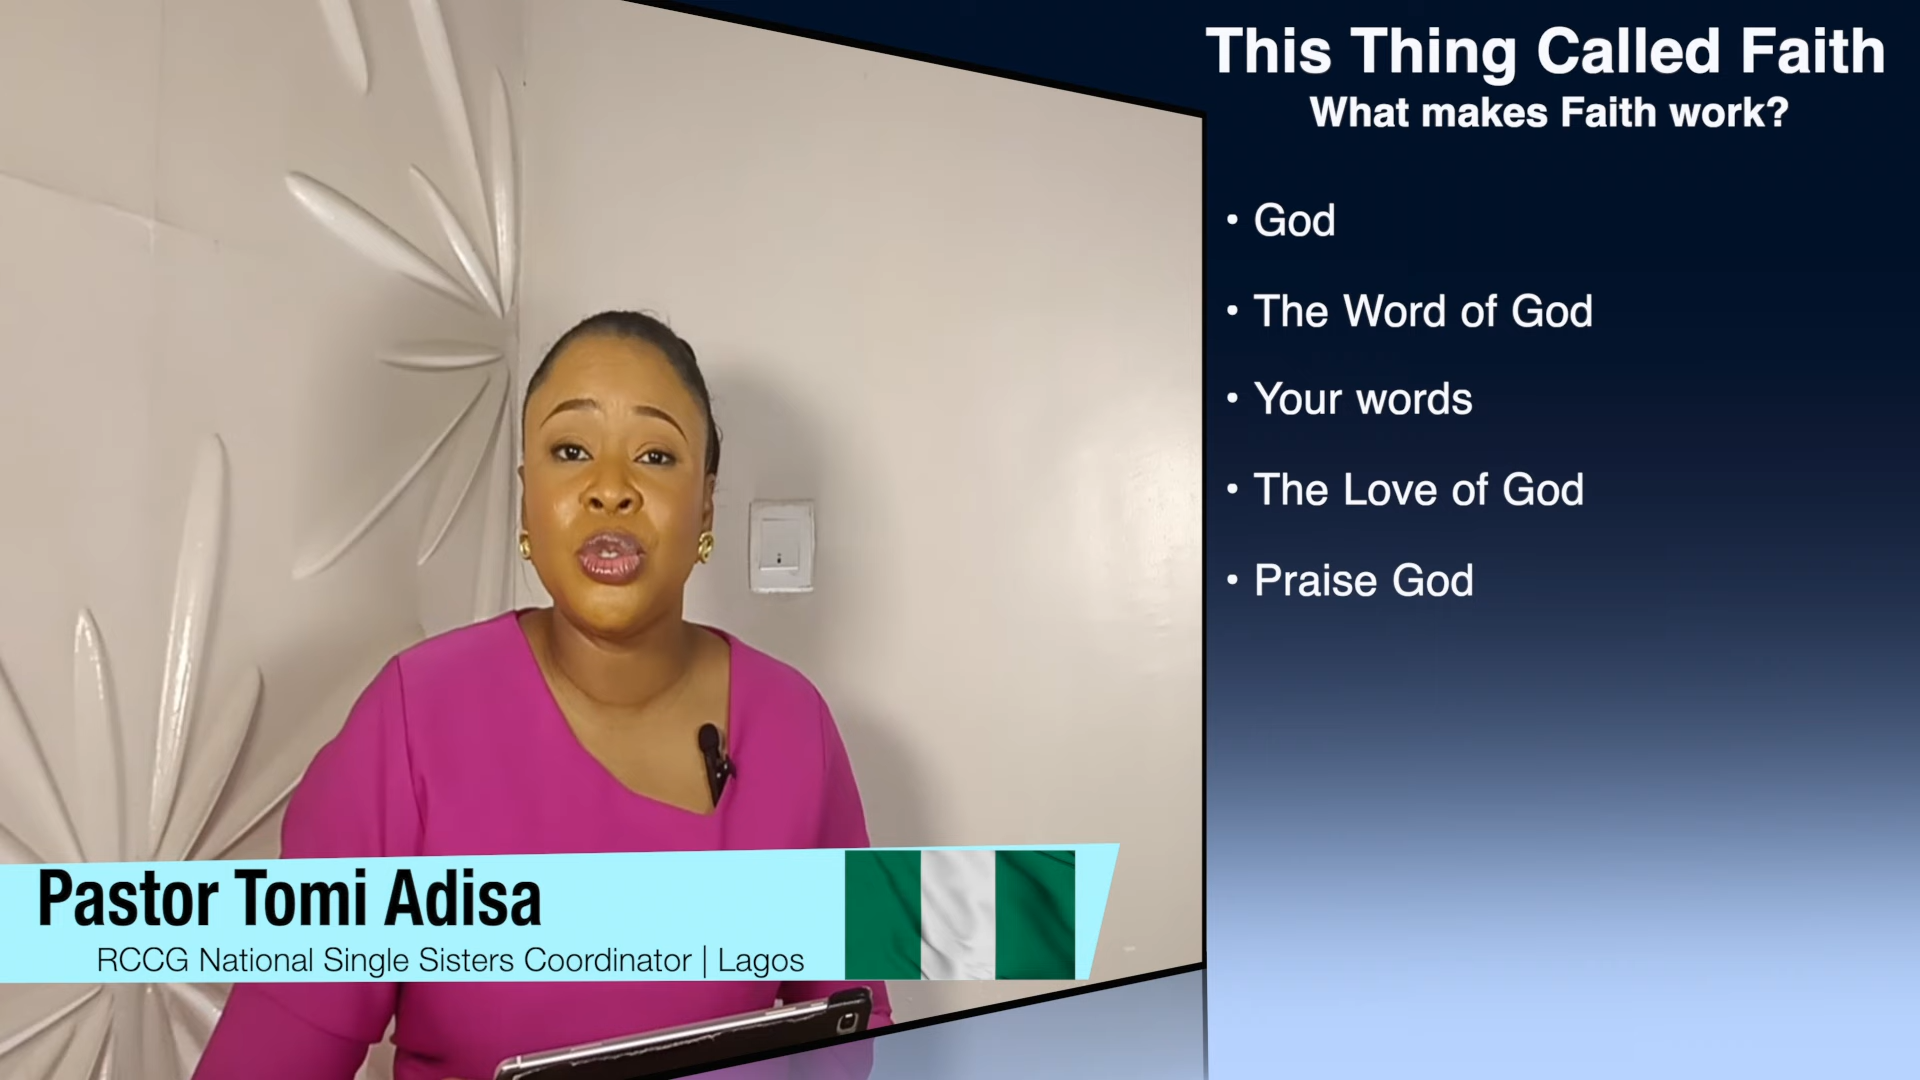 This Thing Called Faith
What makes Faith work?
• God
• The Word of God
• Your words
• The Love of God
• Praise God
Pastor Tomi Adisa
RCCG National Single Sisters Coordinator | Lagos